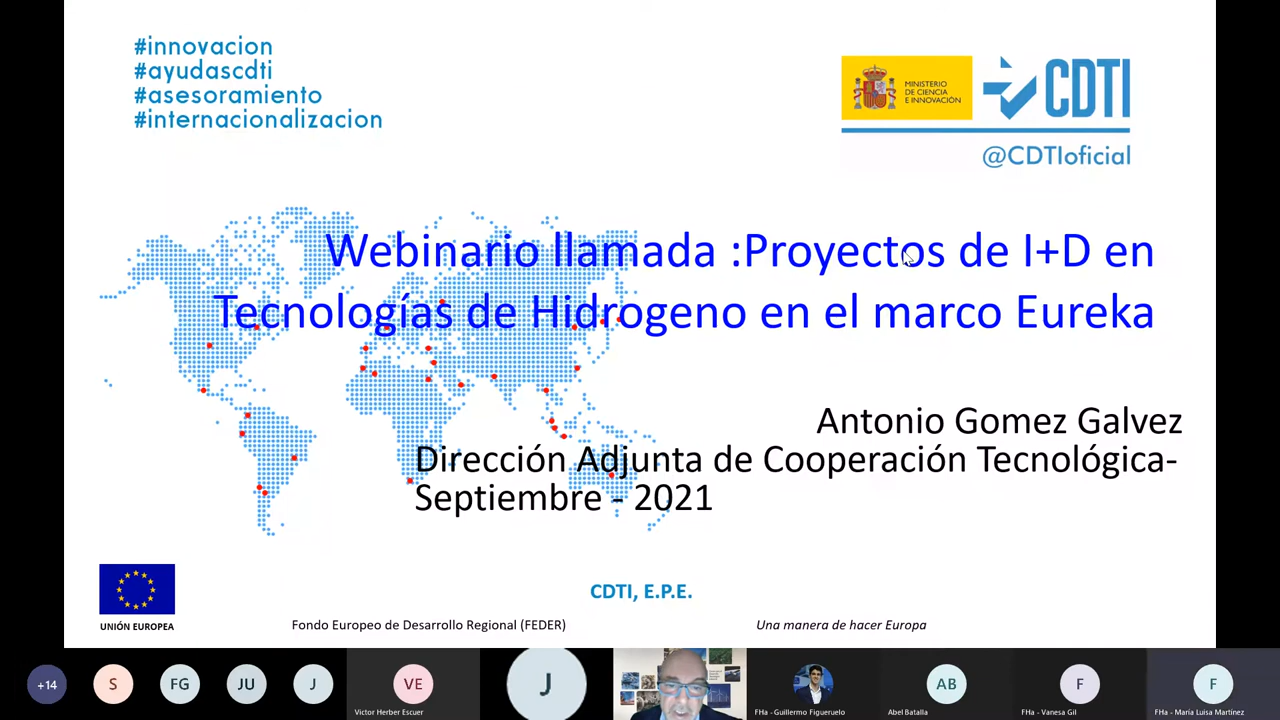 #innovacion
#ayudascdti
#asesoramiento
#internacionalizacion
MINISTERIO
DE CIENCIA
E INNOVACIÓN
CDTI
@CDTIoficial
Webinario llamada :Proyectos de I+D en
Tecnologías de Hidrogeno en el marco Eureka
Antonio Gomez Galvez
Dirección Adjunta de Cooperación Tecnológica-
Septiembre - 2021
CDTI, E.P.E.
UNIÓN EUROPEA
Fondo Europeo de Desarrollo Regional (FEDER)
Una manera de hacer Europa
+14
S
FG
JU
J
VE
Victor Herber Escuer
J
FHa - Guillermo Figueruelo
AB
Abel Batalla
F
FHa - Vanesa Gil
F
FHa - María Luisa Martínez